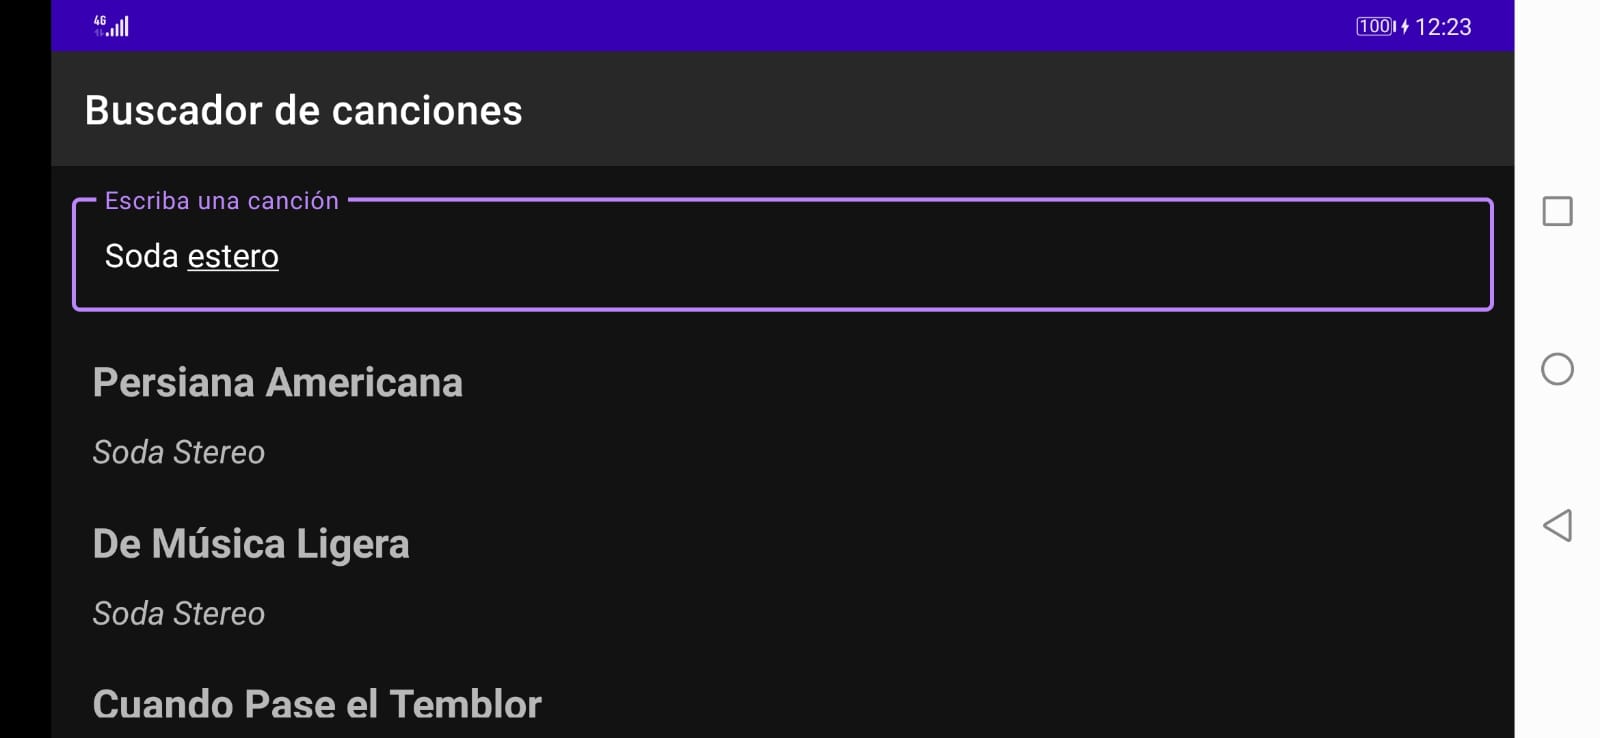 4G 100 12:23
Buscador de canciones
Escriba una canción
Soda estero
Persiana Americana
Soda Stereo
De Música Ligera
Soda Stereo
Cuando Pase el Temblor